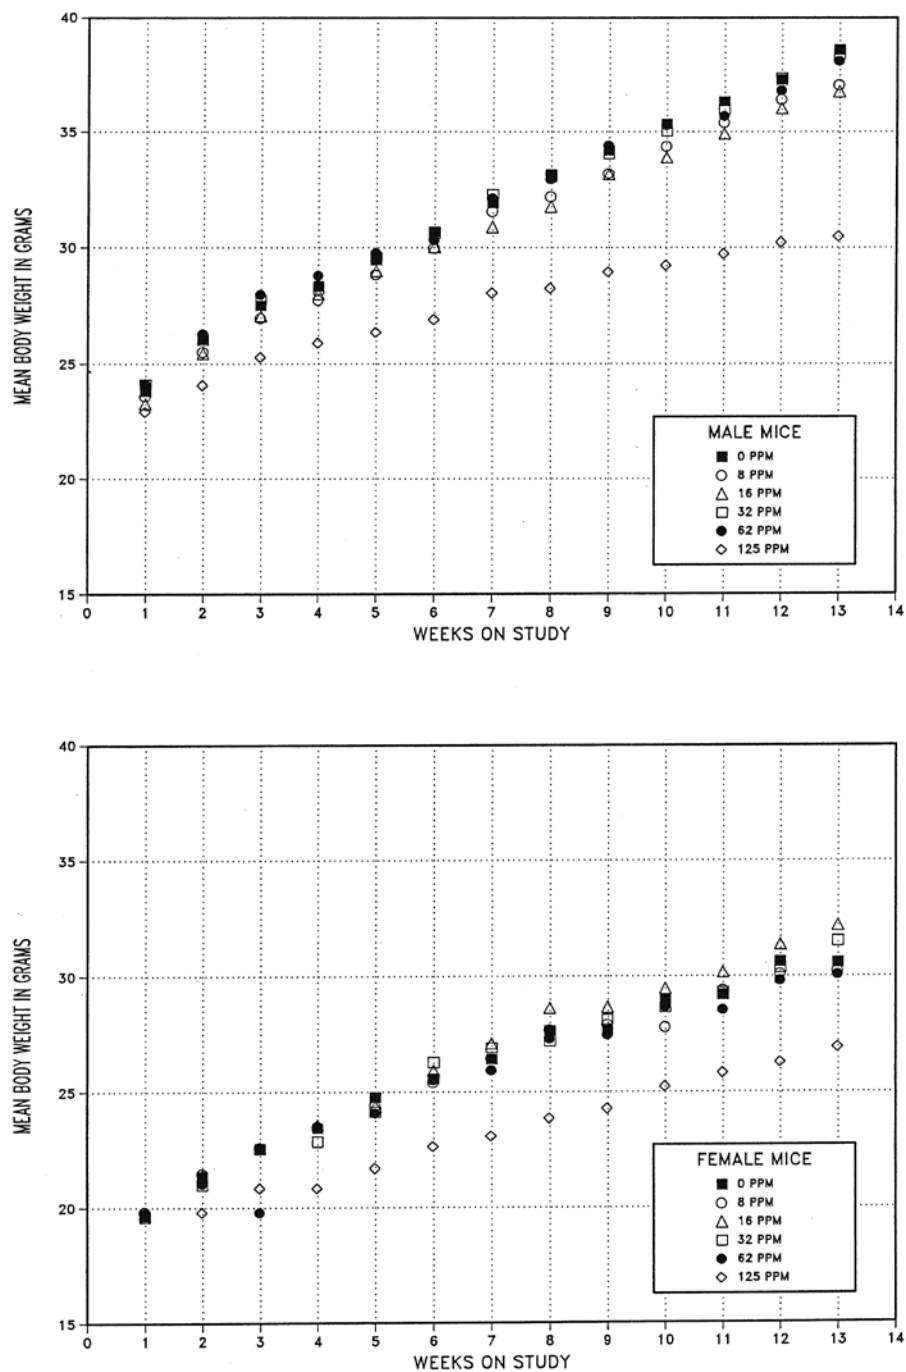 MEAN BODY WEIGHT IN GRAMS
40
35
30
25
20
15
MALE MICE
0 PPM
8 PPM
16 PPM
32 PPM
62 PPM
125 PPM
0 1 2 3 4 5 6 7 8 9 10 11 12 13 14
WEEKS ON STUDY
MEAN BODY WEIGHT IN GRAMS
40
35
30
25
20
15
FEMALE MICE
0 PPM
8 PPM
16 PPM
32 PPM
62 PPM
125 PPM
0 1 2 3 4 5 6 7 8 9 10 11 12 13 14
WEEKS ON STUDY